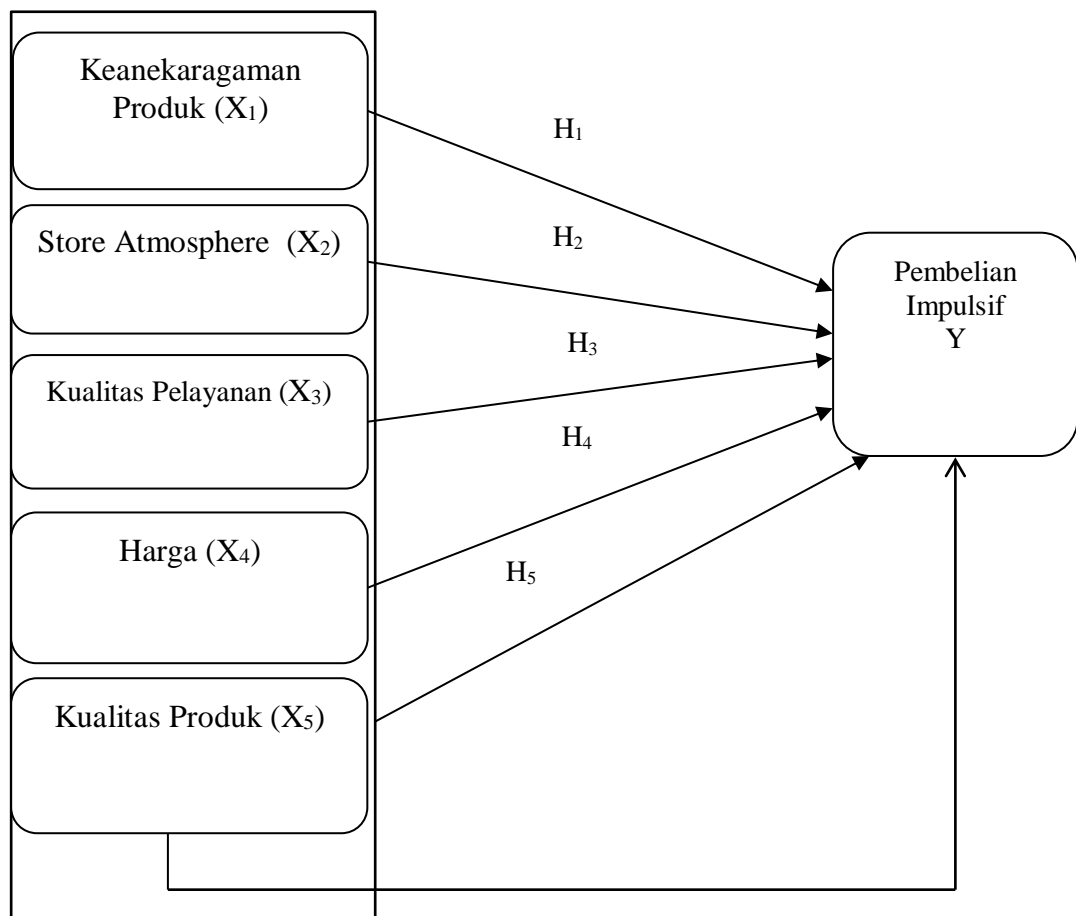 Keanekaragaman
Produk (X₁)
H₁
Store Atmosphere (X₂)
H₂
Pembelian
Impulsif
Y
Kualitas Pelayanan (X₃)
H₃
Harga (X₄)
H₄
Kualitas Produk (X₅)
H₅